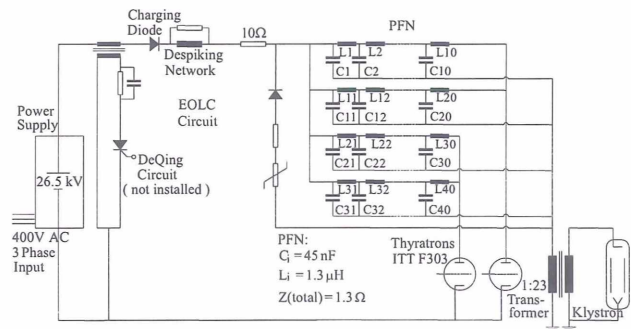 Charging
Diode
Despiking
Network
10Ω
PFN
EOLC
Circuit
Power
Supply
26.5 kV
DeQing
Circuit
( not installed )
400V AC
3 Phase
Input
L1 L2 L10
C1 C2 C10
L11 L12 L20
C11 C12 C20
L21 L22 L30
C21 C22 C30
L31 L32 L40
C31 C32 C40
PFN:
Ci = 45 nF
Li = 1.3 μH
Z(total) = 1.3 Ω
Thyratrons
ITT F303
1:23
Trans-
former
Klystron